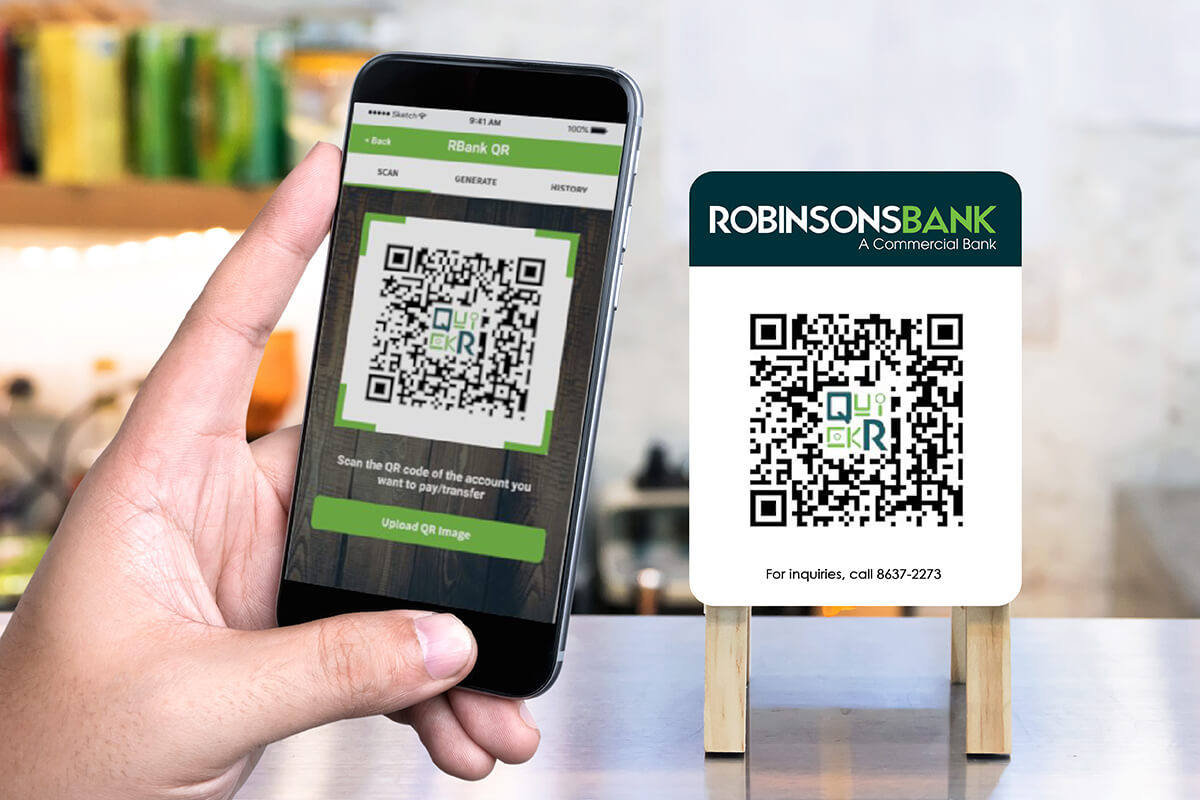 Sketch
9:41 AM
100%
Back
RBank QR
SCAN
GENERATE
HISTORY
QUI
CKR
Scan the QR code of the account you
want to pay/transfer
Upload QR Image
ROBINSONSBANK
A Commercial Bank
QUI
CKR
For inquiries, call 8637-2273